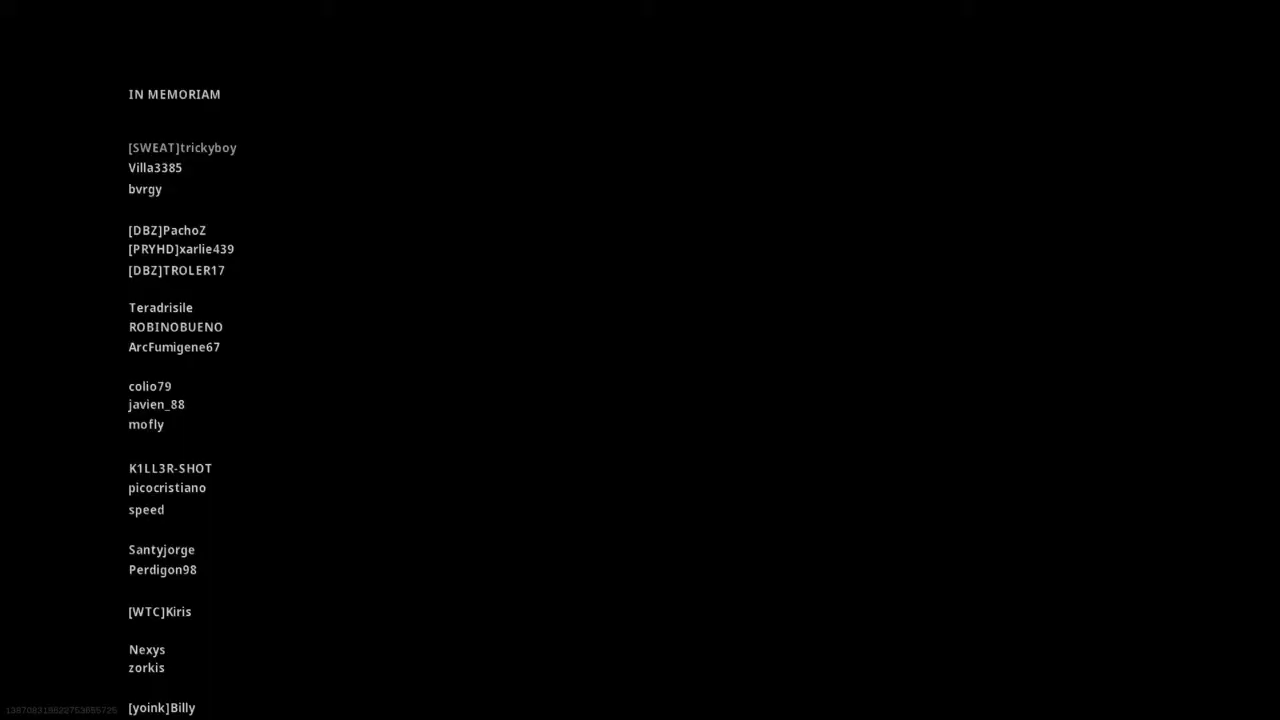 IN MEMORIAM
[SWEAT]trickyboy
Villa3385
bvrgy
[DBZ]PachoZ
[PRYHD]xarlie439
[DBZ]TROLER17
Teradrisile
ROBINOBUENO
ArcFumigene67
colio79
javien_88
mofly
K1LL3R-SHOT
picocristiano
speed
Santyjorge
Perdigon98
[WTC]Kiris
Nexys
zorkis
[yoink]Billy